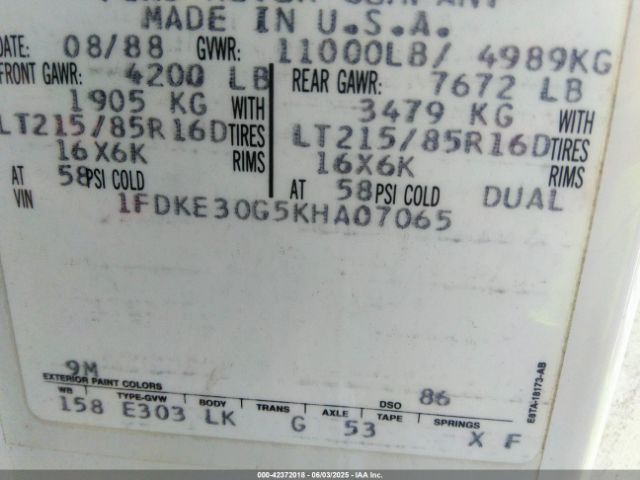 FORD MOTOR COMPANY
MADE IN U.S.A.
DATE: 08/88 GVWR: 11000LB/ 4989KG
FRONT GAWR: 4200 LB REAR GAWR: 7672 LB
1905 KG WITH 3479 KG WITH
LT215/85R16D TIRES LT215/85R16D TIRES
16X6K RIMS 16X6K RIMS
AT 58 PSI COLD AT 58 PSI COLD DUAL
VIN 1FDKE30G5KHA07065
9M
EXTERIOR PAINT COLORS DSO 86
WB TYPE-GVW BODY TRANS AXLE TAPE SPRINGS
158 E303 LK G 53 X F
E8TA-18173-AB
000-42372018 - 06/03/2025 - IAA Inc.